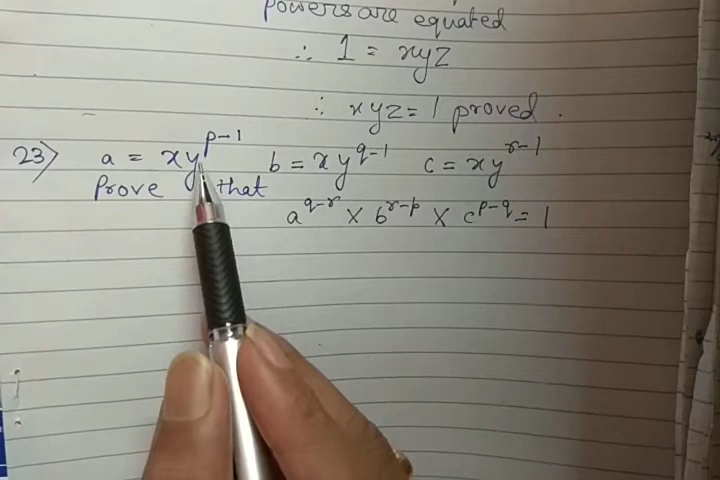 powers are equated
∴ 1 = xyz
∴ xyz = 1 proved.
23) a = xy^{p-1} b = xy^{q-1} c = xy^{r-1}
Prove that
a^{q-r} × b^{r-p} × c^{p-q} = 1